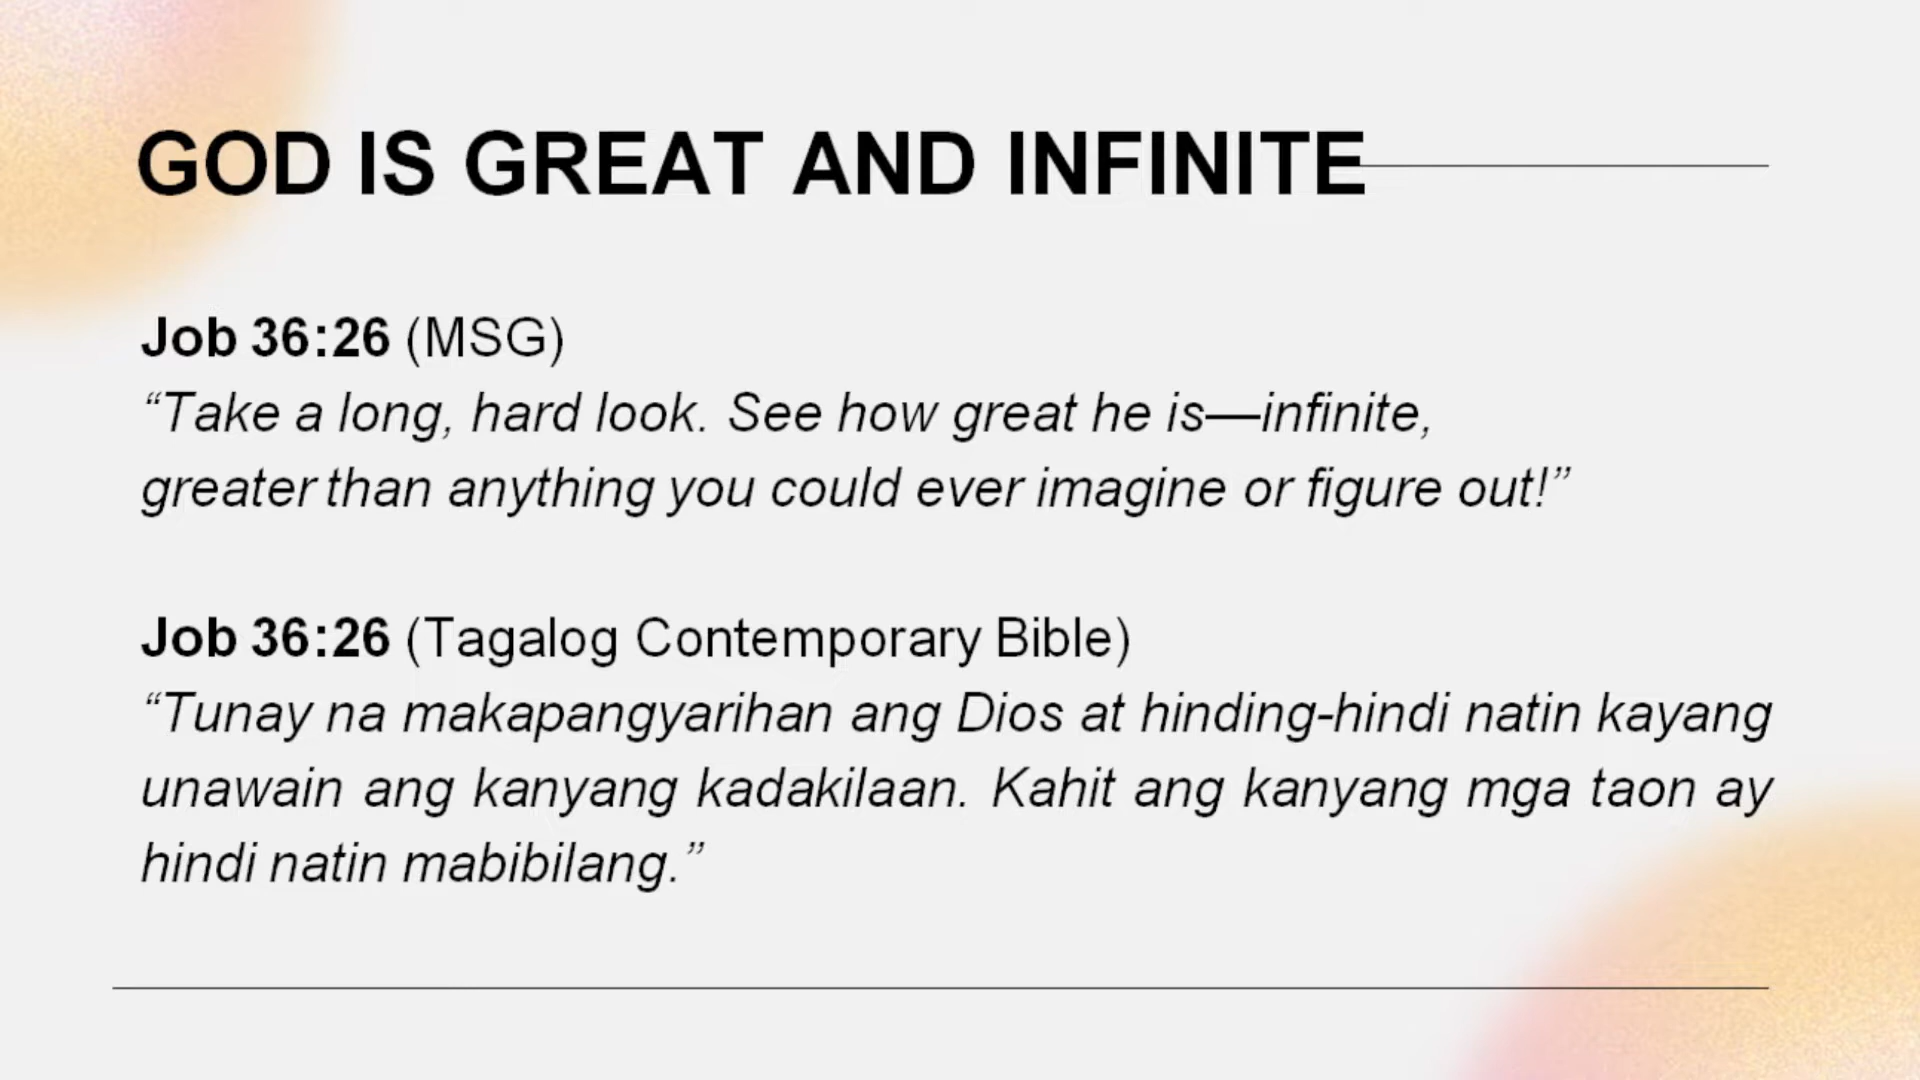 GOD IS GREAT AND INFINITE
Job 36:26 (MSG)
“Take a long, hard look. See how great he is—infinite,
greater than anything you could ever imagine or figure out!”
Job 36:26 (Tagalog Contemporary Bible)
“Tunay na makapangyarihan ang Dios at hinding-hindi natin kayang
unawain ang kanyang kadakilaan. Kahit ang kanyang mga taon ay
hindi natin mabibilang.”